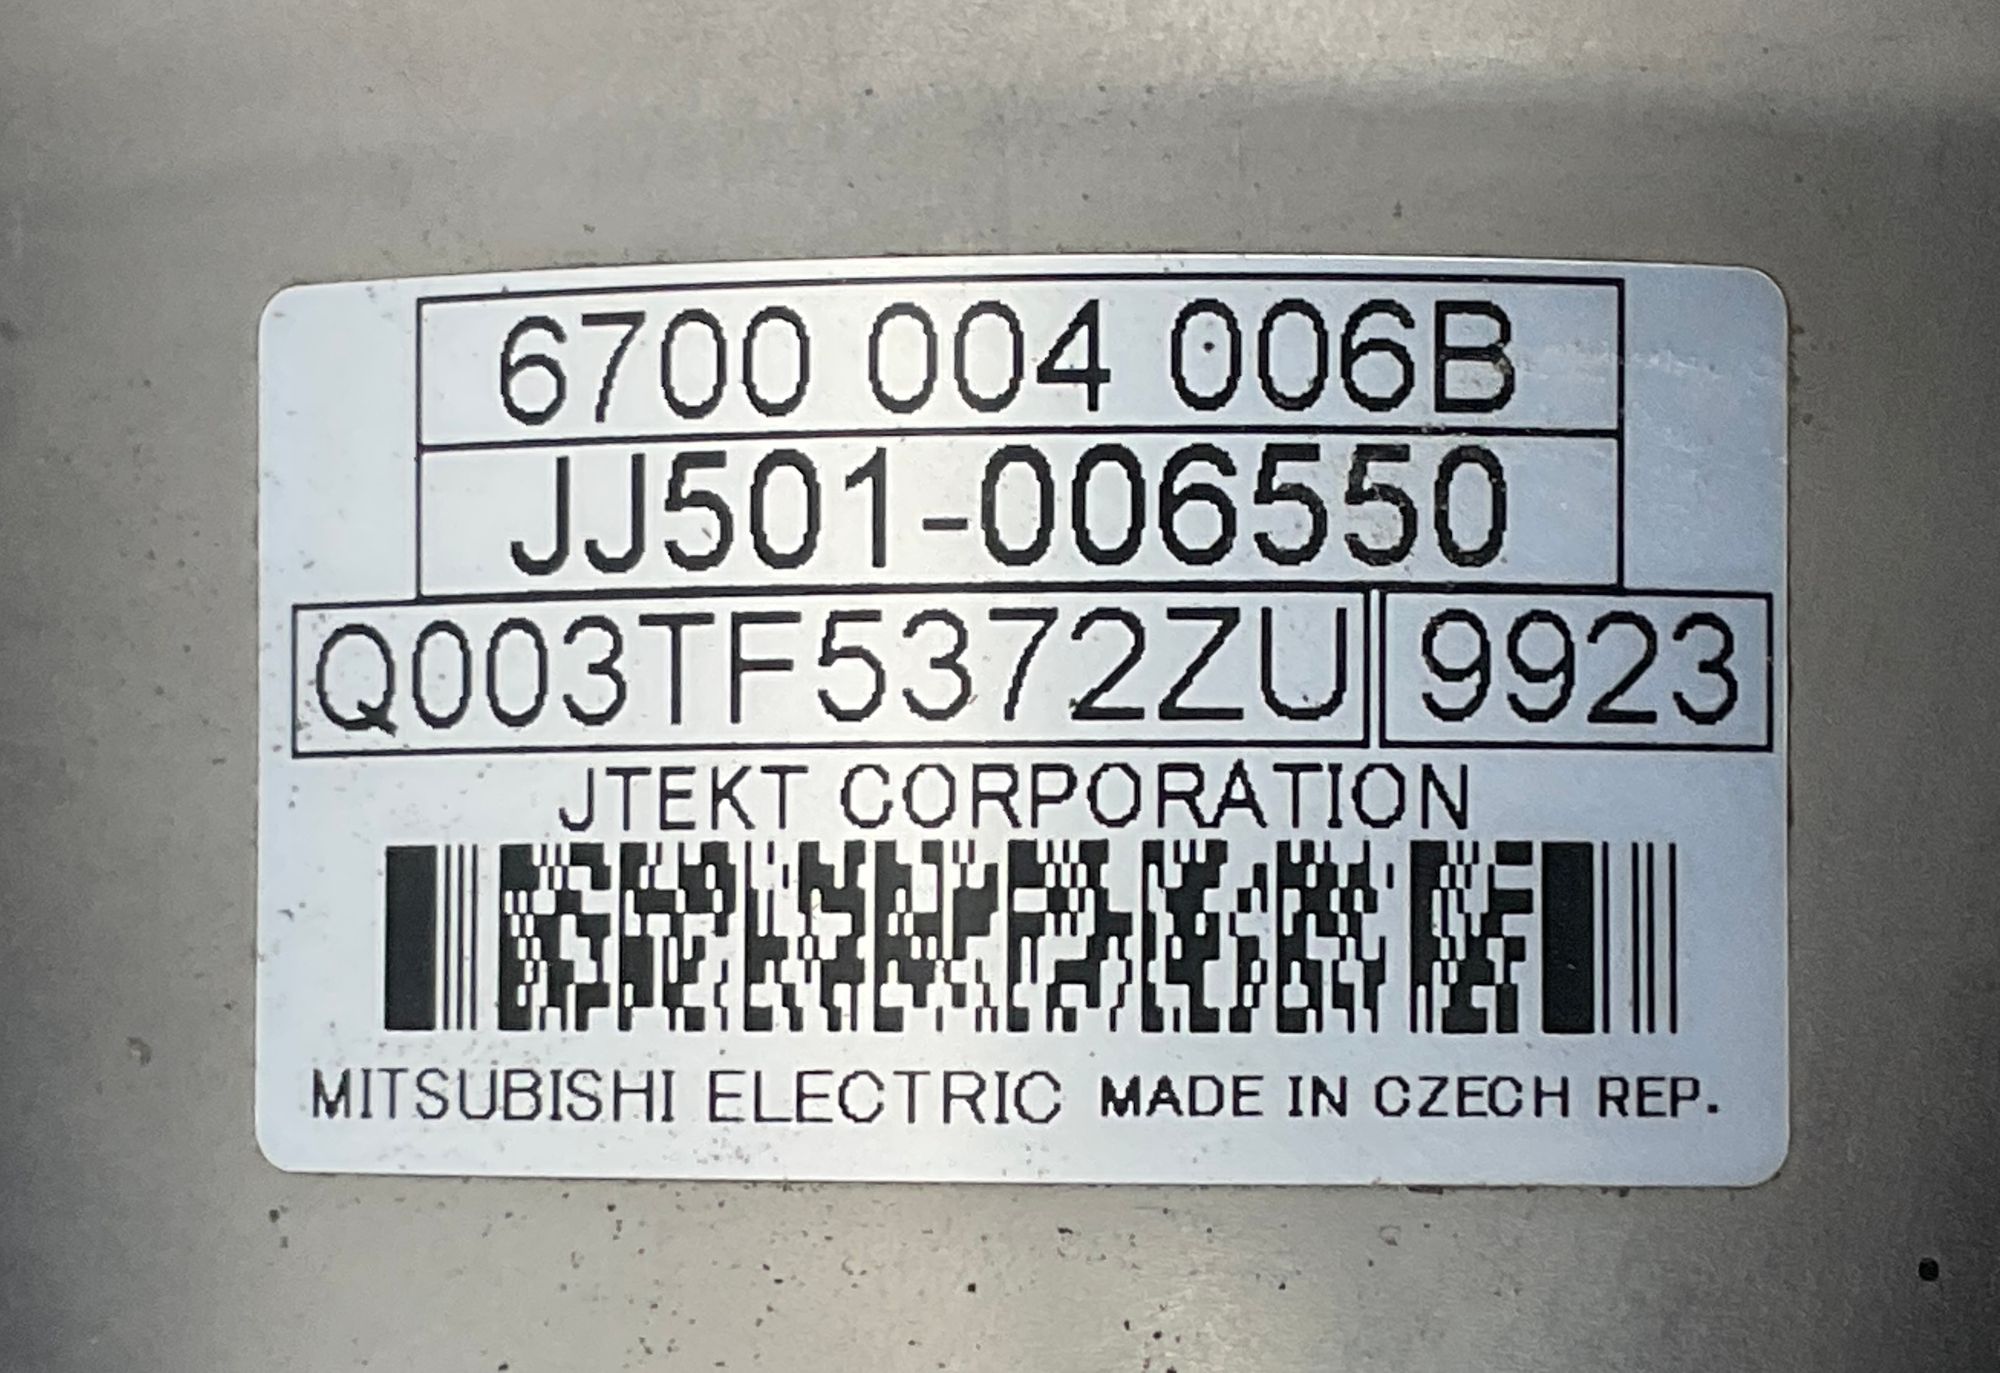 6700 004 006B
JJ501-006550
Q003TF5372ZU 9923
JTEKT CORPORATION
MITSUBISHI ELECTRIC MADE IN CZECH REP.